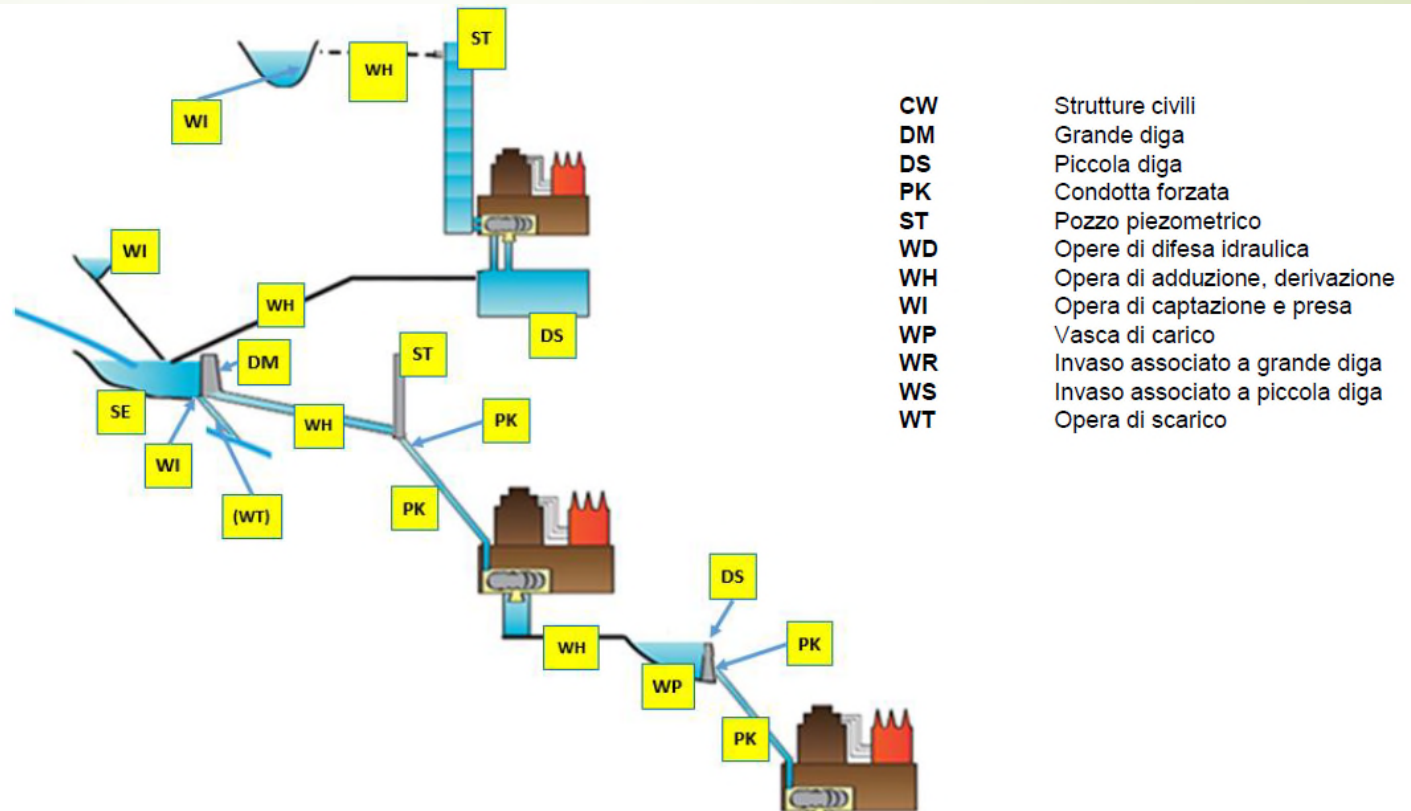 ST
WH
WI
WI
WH
DS
DM
ST
SE
WH
PK
WI
(WT)
PK
DS
WH
PK
WP
PK
CW Strutture civili
DM Grande diga
DS Piccola diga
PK Condotta forzata
ST Pozzo piezometrico
WD Opere di difesa idraulica
WH Opera di adduzione, derivazione
WI Opera di captazione e presa
WP Vasca di carico
WR Invaso associato a grande diga
WS Invaso associato a piccola diga
WT Opera di scarico